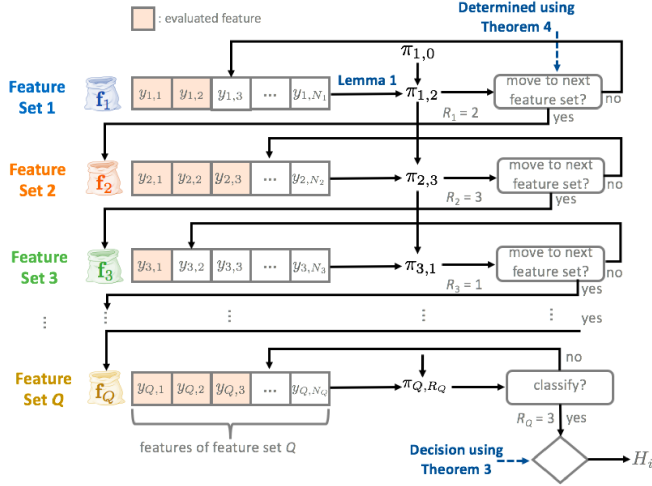 : evaluated feature
Determined using
Theorem 4
π1,0
Feature
Set 1
f1
y1,1 y1,2 y1,3 ... y1,N1
Lemma 1
π1,2
move to next
feature set?
no
R1 = 2
yes
Feature
Set 2
f2
y2,1 y2,2 y2,3 ... y2,N2
π2,3
move to next
feature set?
no
R2 = 3
yes
Feature
Set 3
f3
y3,1 y3,2 y3,3 ... y3,N3
π3,1
move to next
feature set?
no
R3 = 1
yes
⋮ ⋮ ⋮ ⋮ ⋮ ⋮ yes
Feature
Set Q
fQ
yQ,1 yQ,2 yQ,3 ... yQ,NQ
πQ,RQ
classify?
no
RQ = 3
yes
features of feature set Q
Decision using
Theorem 3
Hi